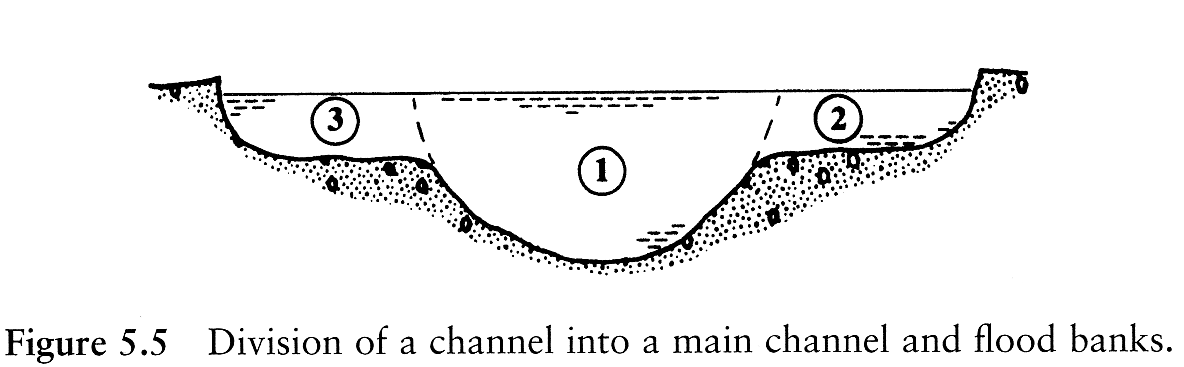 3
2
1
Figure 5.5 Division of a channel into a main channel and flood banks.